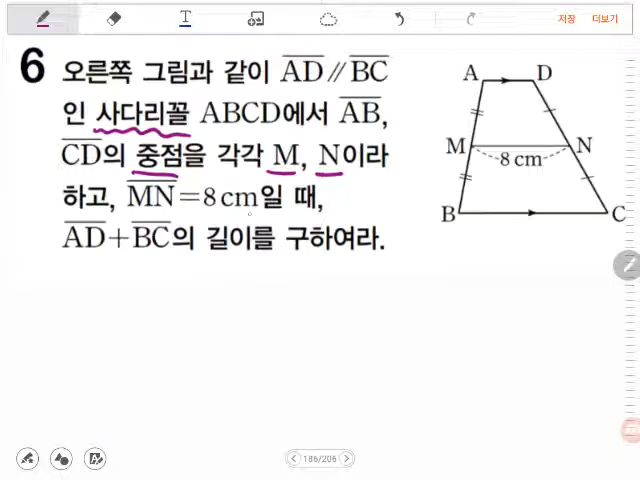 T
저장
더보기
6 오른쪽 그림과 같이 AD∥BC
인 사다리꼴 ABCD에서 AB,
CD의 중점을 각각 M, N이라
하고, MN=8cm일 때,
AD+BC의 길이를 구하여라.
A D
M N
8 cm
B C
186/206